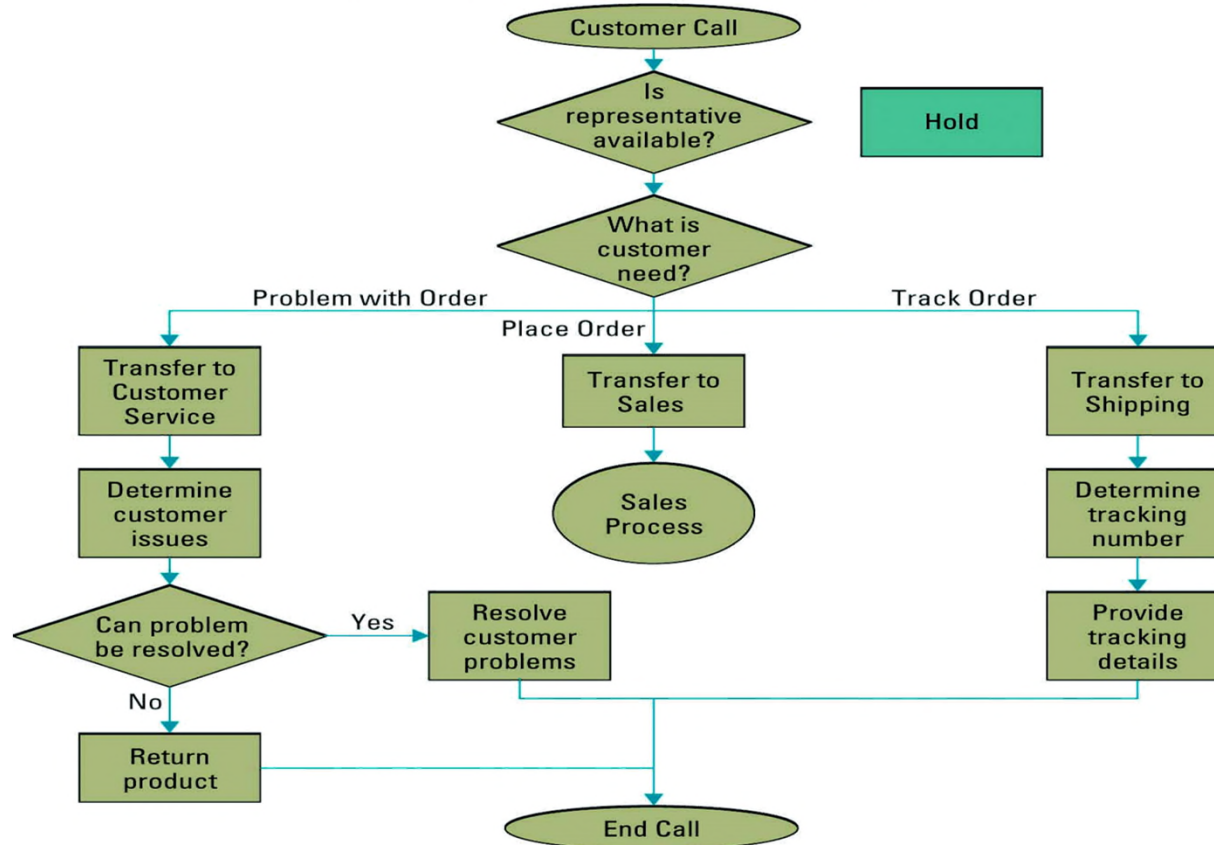 Customer Call
Is
representative
available?
Hold
What is
customer
need?
Problem with Order
Place Order
Track Order
Transfer to
Customer
Service
Transfer to
Sales
Transfer to
Shipping
Determine
customer
issues
Sales
Process
Determine
tracking
number
Can problem
be resolved?
Yes
Resolve
customer
problems
Provide
tracking
details
No
Return
product
End Call